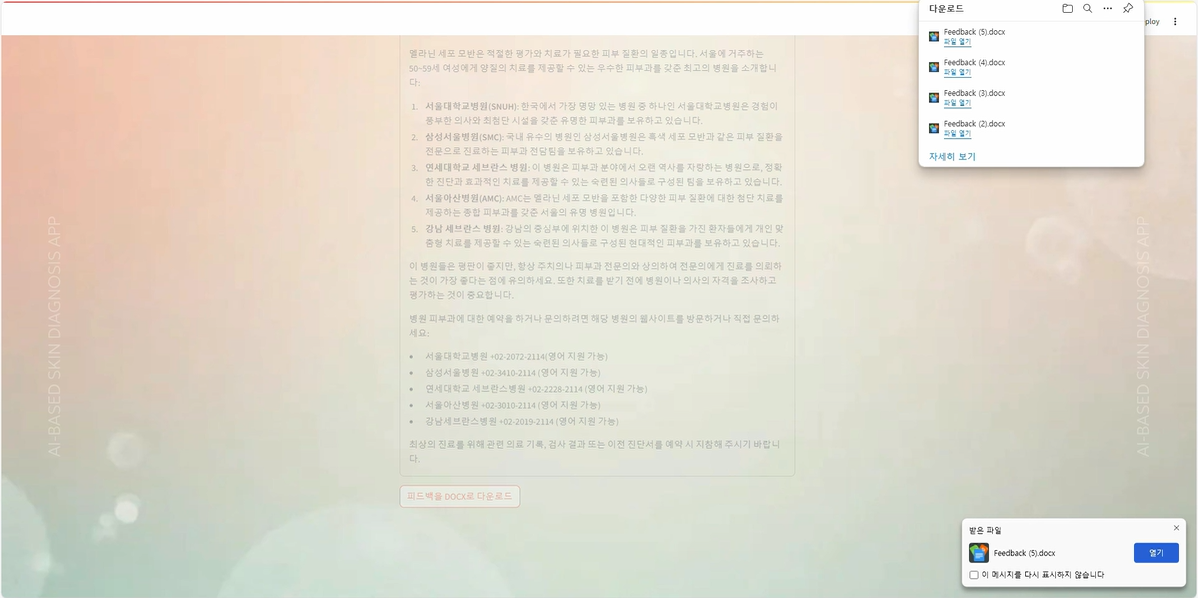 다운로드
ploy
Feedback (5).docx
파일 열기
Feedback (4).docx
파일 열기
Feedback (3).docx
파일 열기
Feedback (2).docx
파일 열기
자세히 보기
멜라닌 세포 모반은 적절한 평가와 치료가 필요한 피부 질환의 일종입니다. 서울에 거주하는
50~59세 여성에게 양질의 치료를 제공할 수 있는 우수한 피부과를 갖춘 최고의 병원을 소개합니
다:
1. 서울대학교병원(SNUH): 한국에서 가장 명망 있는 병원 중 하나인 서울대학교병원은 경험이
풍부한 의사와 최첨단 시설을 갖춘 유명한 피부과를 보유하고 있습니다.
2. 삼성서울병원(SMC): 국내 유수의 병원인 삼성서울병원은 흑색 세포 모반과 같은 피부 질환을
전문으로 진료하는 피부과 전담팀을 보유하고 있습니다.
3. 연세대학교 세브란스 병원: 이 병원은 피부과 분야에서 오랜 역사를 자랑하는 병원으로, 정확
한 진단과 효과적인 치료를 제공할 수 있는 숙련된 의사들로 구성된 팀을 보유하고 있습니다.
4. 서울아산병원(AMC): AMC는 멜라닌 세포 모반을 포함한 다양한 피부 질환에 대한 첨단 치료를
제공하는 종합 피부과를 갖춘 서울의 유명 병원입니다.
5. 강남 세브란스 병원: 강남의 중심부에 위치한 이 병원은 피부 질환을 가진 환자들에게 개인 맞
춤형 치료를 제공할 수 있는 숙련된 의사들로 구성된 현대적인 피부과를 보유하고 있습니다.
이 병원들은 평판이 좋지만, 항상 주치의나 피부과 전문의와 상의하여 전문의에게 진료를 의뢰하
는 것이 가장 좋다는 점에 유의하세요. 또한 치료를 받기 전에 병원이나 의사의 자격을 조사하고
평가하는 것이 중요합니다.
병원 피부과에 대한 예약을 하거나 문의하려면 해당 병원의 웹사이트를 방문하거나 직접 문의하
세요:
• 서울대학교병원 +02-2072-2114(영어 지원 가능)
• 삼성서울병원 +02-3410-2114 (영어 지원 가능)
• 연세대학교 세브란스병원 +02-2228-2114 (영어 지원 가능)
• 서울아산병원 +02-3010-2114 (영어 지원 가능)
• 강남세브란스병원 +02-2019-2114 (영어 지원 가능)
최상의 진료를 위해 관련 의료 기록, 검사 결과 또는 이전 진단서를 예약 시 지참해 주시기 바랍니
다.
피드백을 DOCX로 다운로드
AI-BASED SKIN DIAGNOSIS APP
AI-BASED SKIN DIAGNOSIS APP
받은 파일
Feedback (5).docx
열기
이 메시지를 다시 표시하지 않습니다